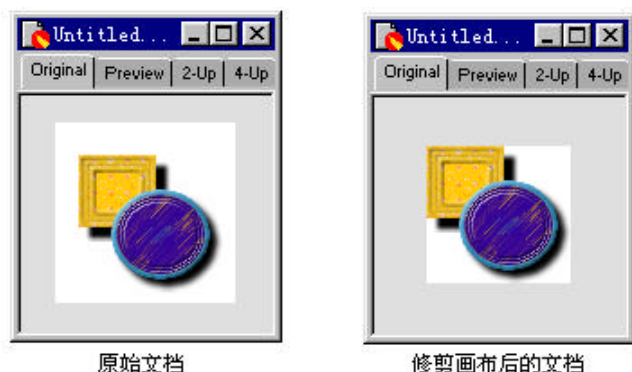 Untitled...
Original Preview 2-Up 4-Up
原始文档
Untitled...
Original Preview 2-Up 4-Up
修剪画布后的文档